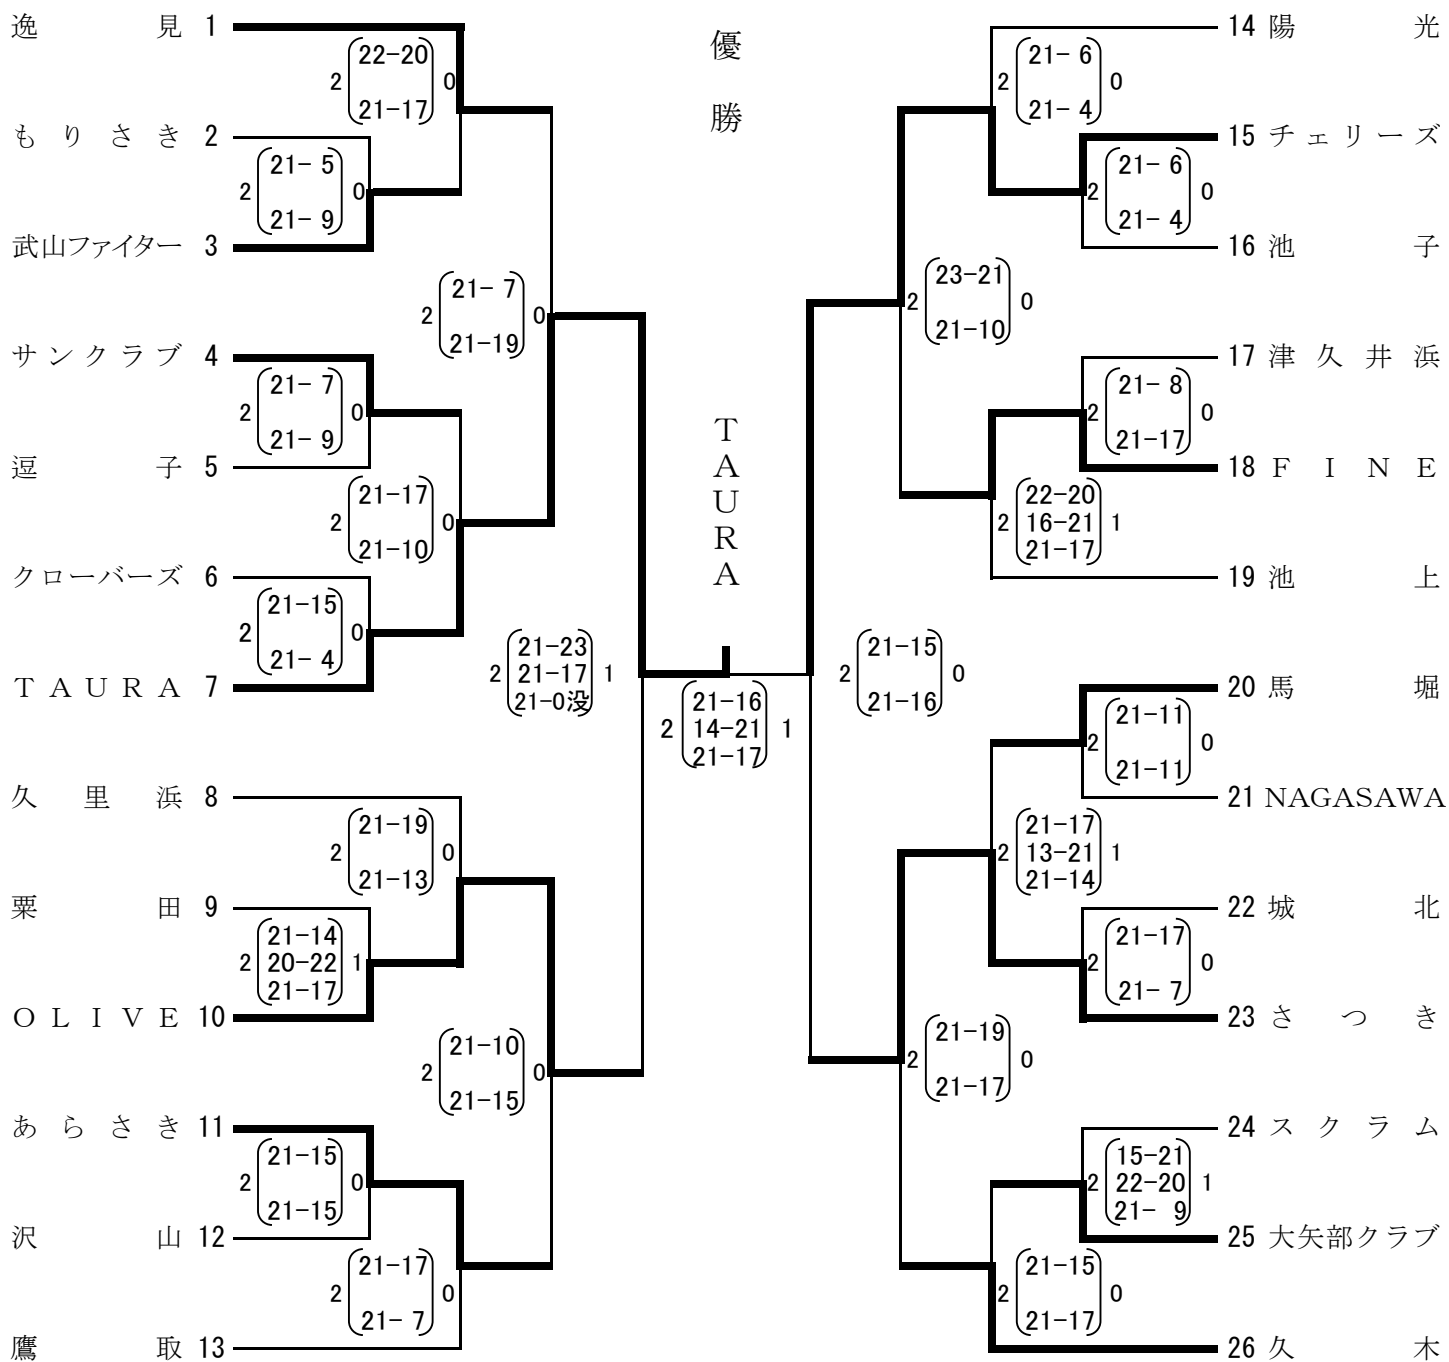 逸見 1
22-20
2 0
21-17
もりさき 2
21- 5
2 0
21- 9
武山ファイター 3
21- 7
2 0
21-19
サンクラブ 4
21- 7
2 0
21- 9
逗子 5
21-17
2 0
21-10
クローバーズ 6
21-15
2 0
21- 4
TAURA 7
21-23
2 21-17 1
21-0没
久里浜 8
21-19
2 0
21-13
粟田 9
21-14
2 20-22 1
21-17
OLIVE 10
21-10
2 0
21-15
あらさき 11
21-15
2 0
21-15
沢山 12
21-17
2 0
21- 7
鷹取 13
優勝
TAURA
21-16
2 14-21 1
21-17
14 陽光
21- 6
2 0
21- 4
15 チェリーズ
21- 6
2 0
21- 4
16 池子
23-21
2 0
21-10
17 津久井浜
21- 8
2 0
21-17
18 FINE
22-20
2 16-21 1
21-17
19 池上
21-15
2 0
21-16
20 馬堀
21-11
2 0
21-11
21 NAGASAWA
21-17
2 13-21 1
21-14
22 城北
21-17
2 0
21- 7
23 さつき
21-19
2 0
21-17
24 スクラム
15-21
2 22-20 1
21- 9
25 大矢部クラブ
21-15
2 0
21-17
26 久木